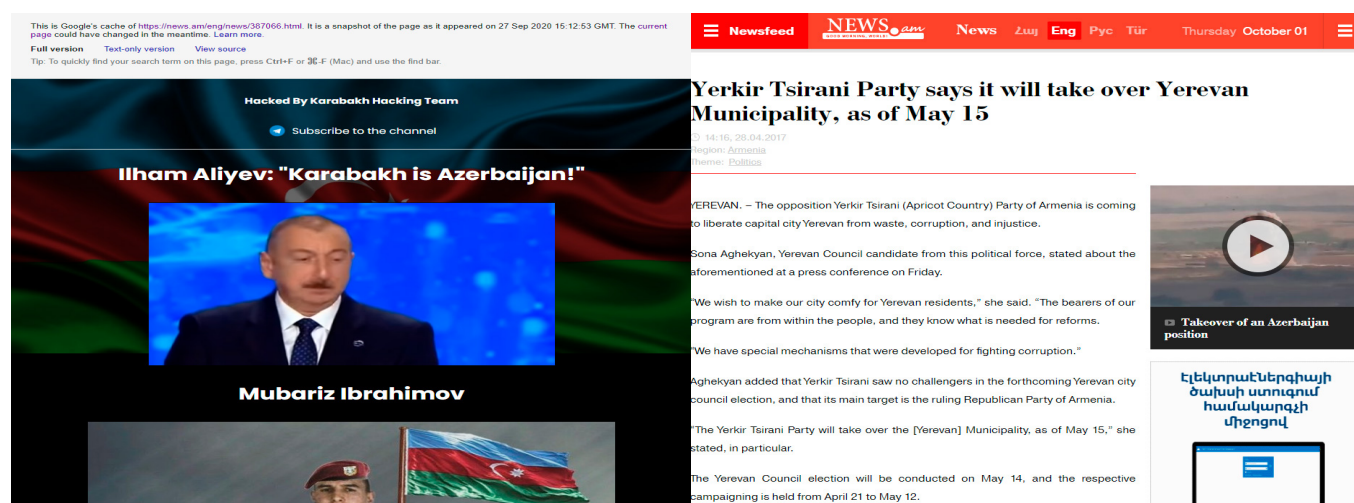 This is Google's cache of https://news.am/eng/news/387066.html. It is a snapshot of the page as it appeared on 27 Sep 2020 15:12:53 GMT. The current
page could have changed in the meantime. Learn more.
Full version Text-only version View source
Tip: To quickly find your search term on this page, press Ctrl+F or ⌘-F (Mac) and use the find bar.
Hacked By Karabakh Hacking Team
Subscribe to the channel
Ilham Aliyev: "Karabakh is Azerbaijan!"
Mubariz Ibrahimov
Newsfeed NEWS.am News Հայ Eng Рус Tür Thursday October 01
GOOD MORNING, WORLD!
Yerkir Tsirani Party says it will take over Yerevan
Municipality, as of May 15
14:16, 28.04.2017
Region: Armenia
Theme: Politics
YEREVAN. – The opposition Yerkir Tsirani (Apricot Country) Party of Armenia is coming
to liberate capital city Yerevan from waste, corruption, and injustice.
Sona Aghekyan, Yerevan Council candidate from this political force, stated about the
aforementioned at a press conference on Friday.
"We wish to make our city comfy for Yerevan residents," she said. "The bearers of our
program are from within the people, and they know what is needed for reforms.
"We have special mechanisms that were developed for fighting corruption."
Aghekyan added that Yerkir Tsirani saw no challengers in the forthcoming Yerevan city
council election, and that its main target is the ruling Republican Party of Armenia.
"The Yerkir Tsirani Party will take over the [Yerevan] Municipality, as of May 15," she
stated, in particular.
The Yerevan Council election will be conducted on May 14, and the respective
campaigning is held from April 21 to May 12.
Takeover of an Azerbaijan
position
Էլեկտրաէներգիայի
ծախսի ստուգում
համակարգչի
միջոցով